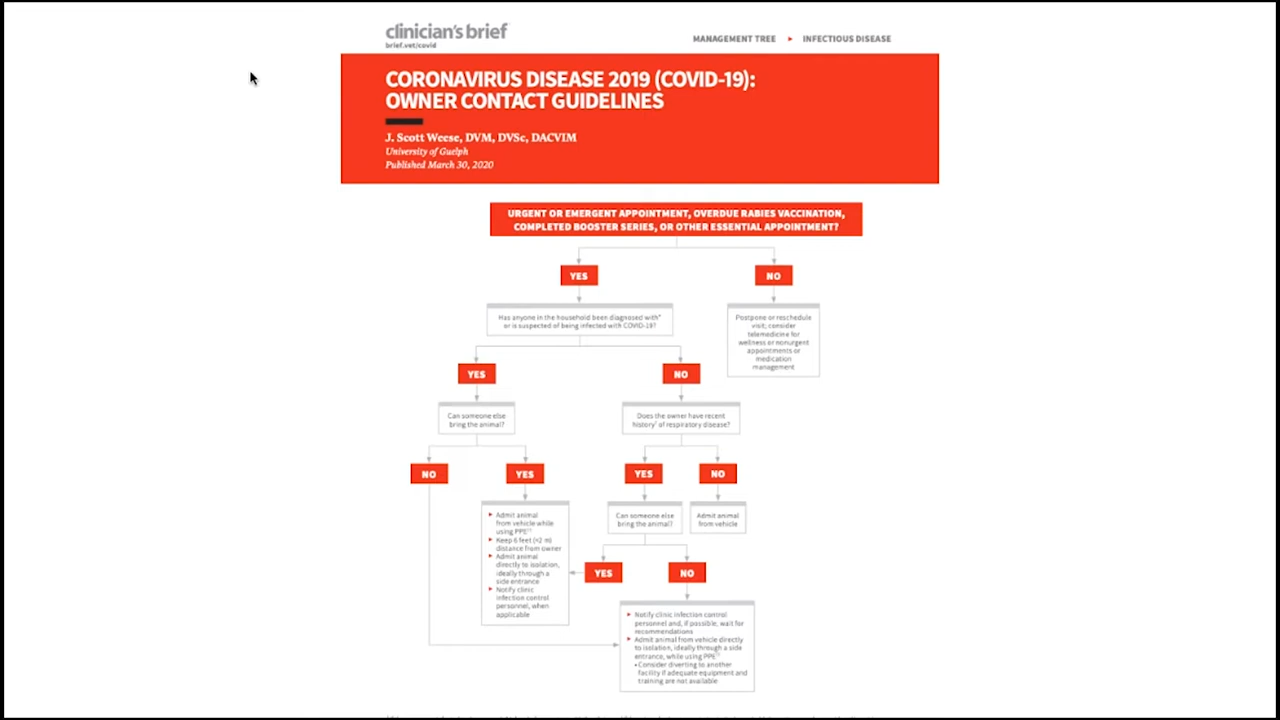 clinician's brief
brief.vet/covid
MANAGEMENT TREE ▸ INFECTIOUS DISEASE
CORONAVIRUS DISEASE 2019 (COVID-19):
OWNER CONTACT GUIDELINES
J. Scott Weese, DVM, DVSc, DACVIM
University of Guelph
Published March 30, 2020
URGENT OR EMERGENT APPOINTMENT, OVERDUE RABIES VACCINATION,
COMPLETED BOOSTER SERIES, OR OTHER ESSENTIAL APPOINTMENT?
YES
NO
Has anyone in the household been diagnosed with*
or is suspected of being infected with COVID-19?
Postpone or reschedule
visit; consider
telemedicine for
wellness or nonurgent
appointments or
medication
management
YES
NO
Can someone else
bring the animal?
Does the owner have recent
history† of respiratory disease?
NO
YES
YES
NO
▸ Admit animal
from vehicle while
using PPE
▸ Keep 6 feet (≈2 m)
distance from owner
▸ Admit animal
directly to isolation,
ideally through a
side entrance
▸ Notify clinic
infection control
personnel, when
applicable
Can someone else
bring the animal?
Admit animal
from vehicle
YES
NO
▸ Notify clinic infection control
personnel and, if possible, wait for
recommendations
▸ Admit animal from vehicle directly
to isolation, ideally through a side
entrance, while using PPE
• Consider diverting to another
facility if adequate equipment and
training are not available